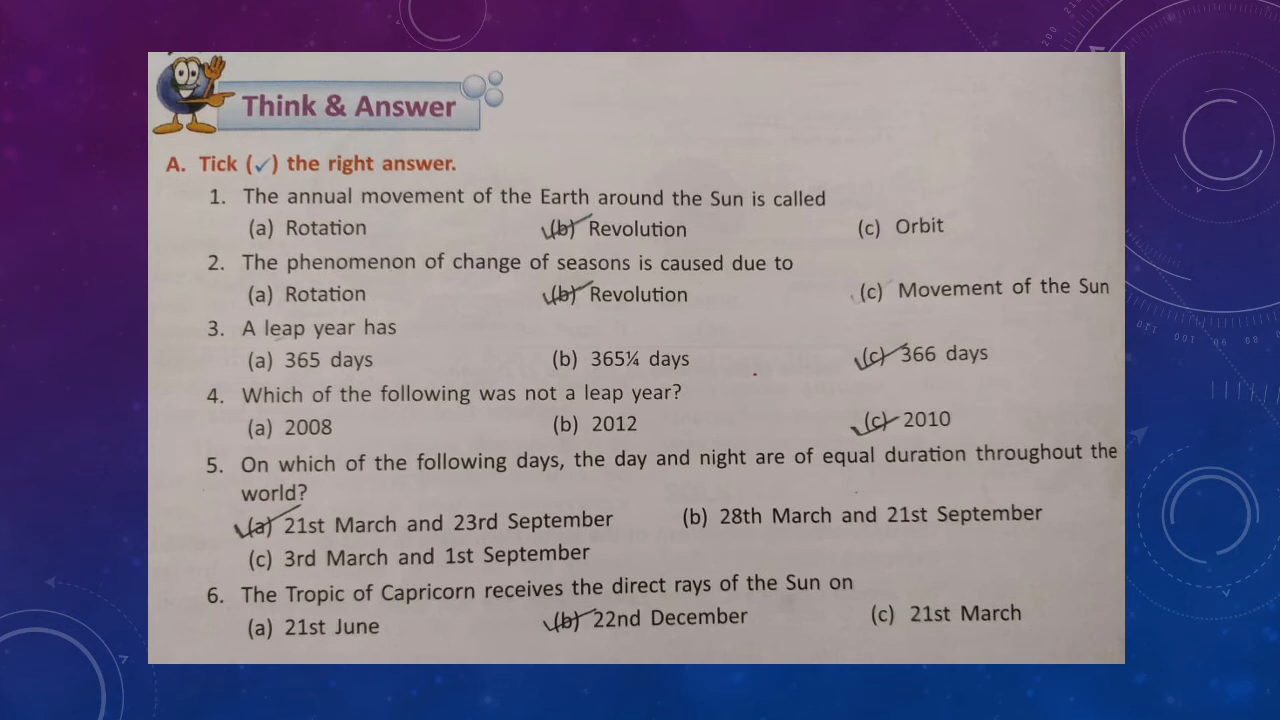 Think & Answer
A. Tick (✓) the right answer.
1. The annual movement of the Earth around the Sun is called
(a) Rotation (b) Revolution (c) Orbit
2. The phenomenon of change of seasons is caused due to
(a) Rotation (b) Revolution (c) Movement of the Sun
3. A leap year has
(a) 365 days (b) 365¼ days (c) 366 days
4. Which of the following was not a leap year?
(a) 2008 (b) 2012 (c) 2010
5. On which of the following days, the day and night are of equal duration throughout the
world?
(a) 21st March and 23rd September (b) 28th March and 21st September
(c) 3rd March and 1st September
6. The Tropic of Capricorn receives the direct rays of the Sun on
(a) 21st June (b) 22nd December (c) 21st March